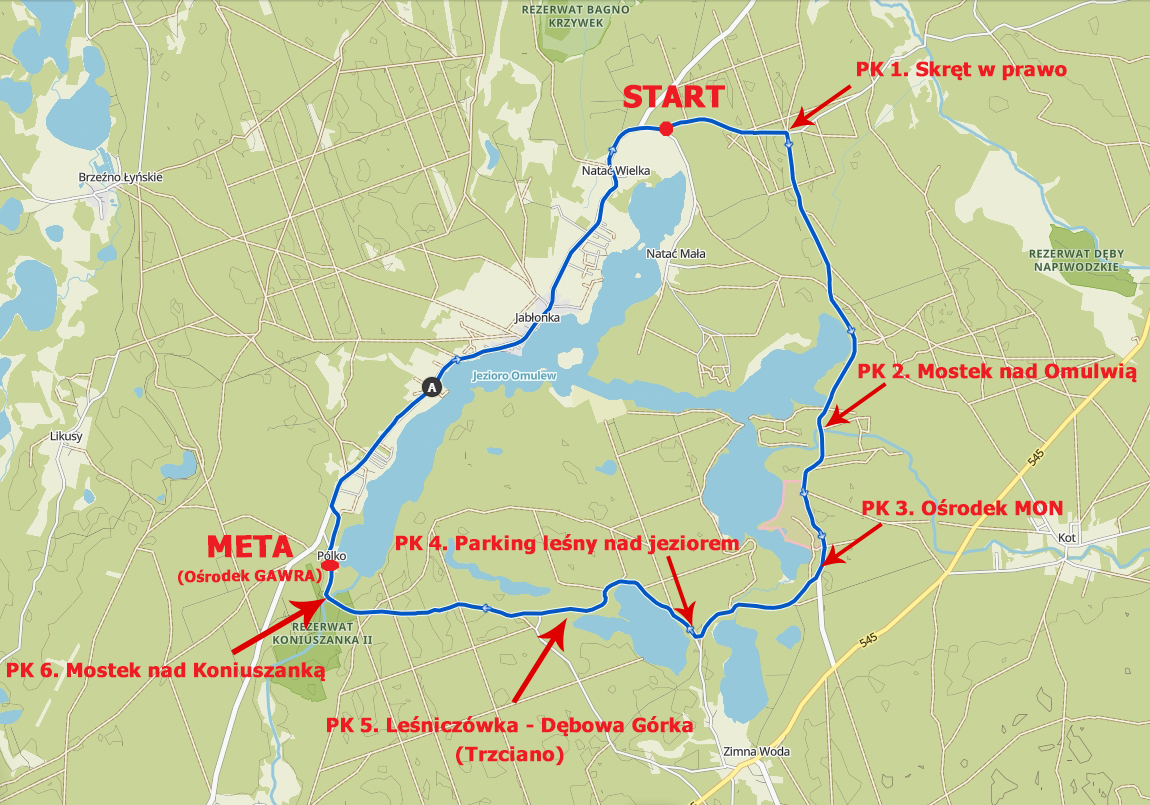 REZERWAT BAGNO
KRZYWEK
PK 1. Skręt w prawo
START
Natać Wielka
Brzeźno Łyńskie
Natać Mała
REZERWAT DĘBY
NAPIWODZKIE
Jabłonka
Jezioro Omulew
PK 2. Mostek nad Omulwią
A
Likusy
545
PK 3. Ośrodek MON
META
(Ośrodek GAWRA)
Pólko
PK 4. Parking leśny nad jeziorem
Kot
REZERWAT
KONIUSZANKA II
545
PK 6. Mostek nad Koniuszanką
PK 5. Leśniczówka - Dębowa Górka
(Trzciano)
Zimna Woda